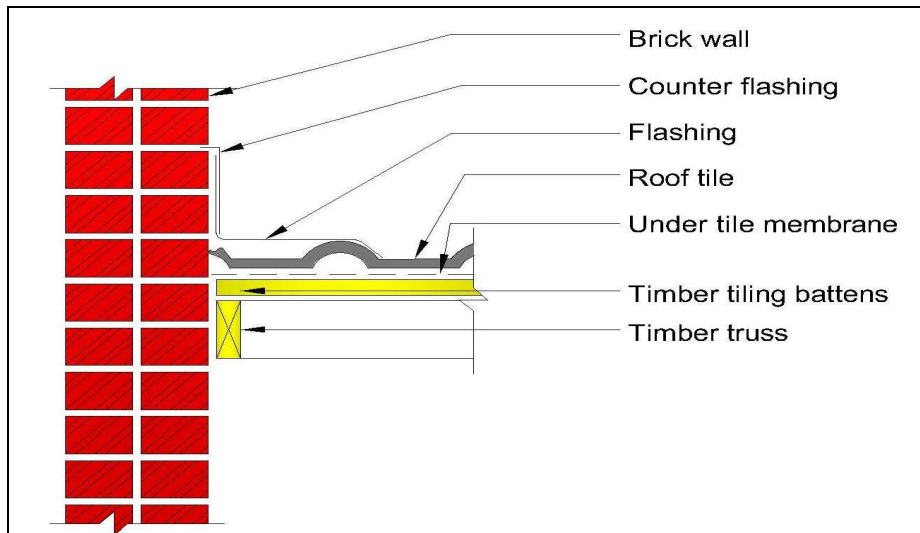 Brick wall
Counter flashing
Flashing
Roof tile
Under tile membrane
Timber tiling battens
Timber truss